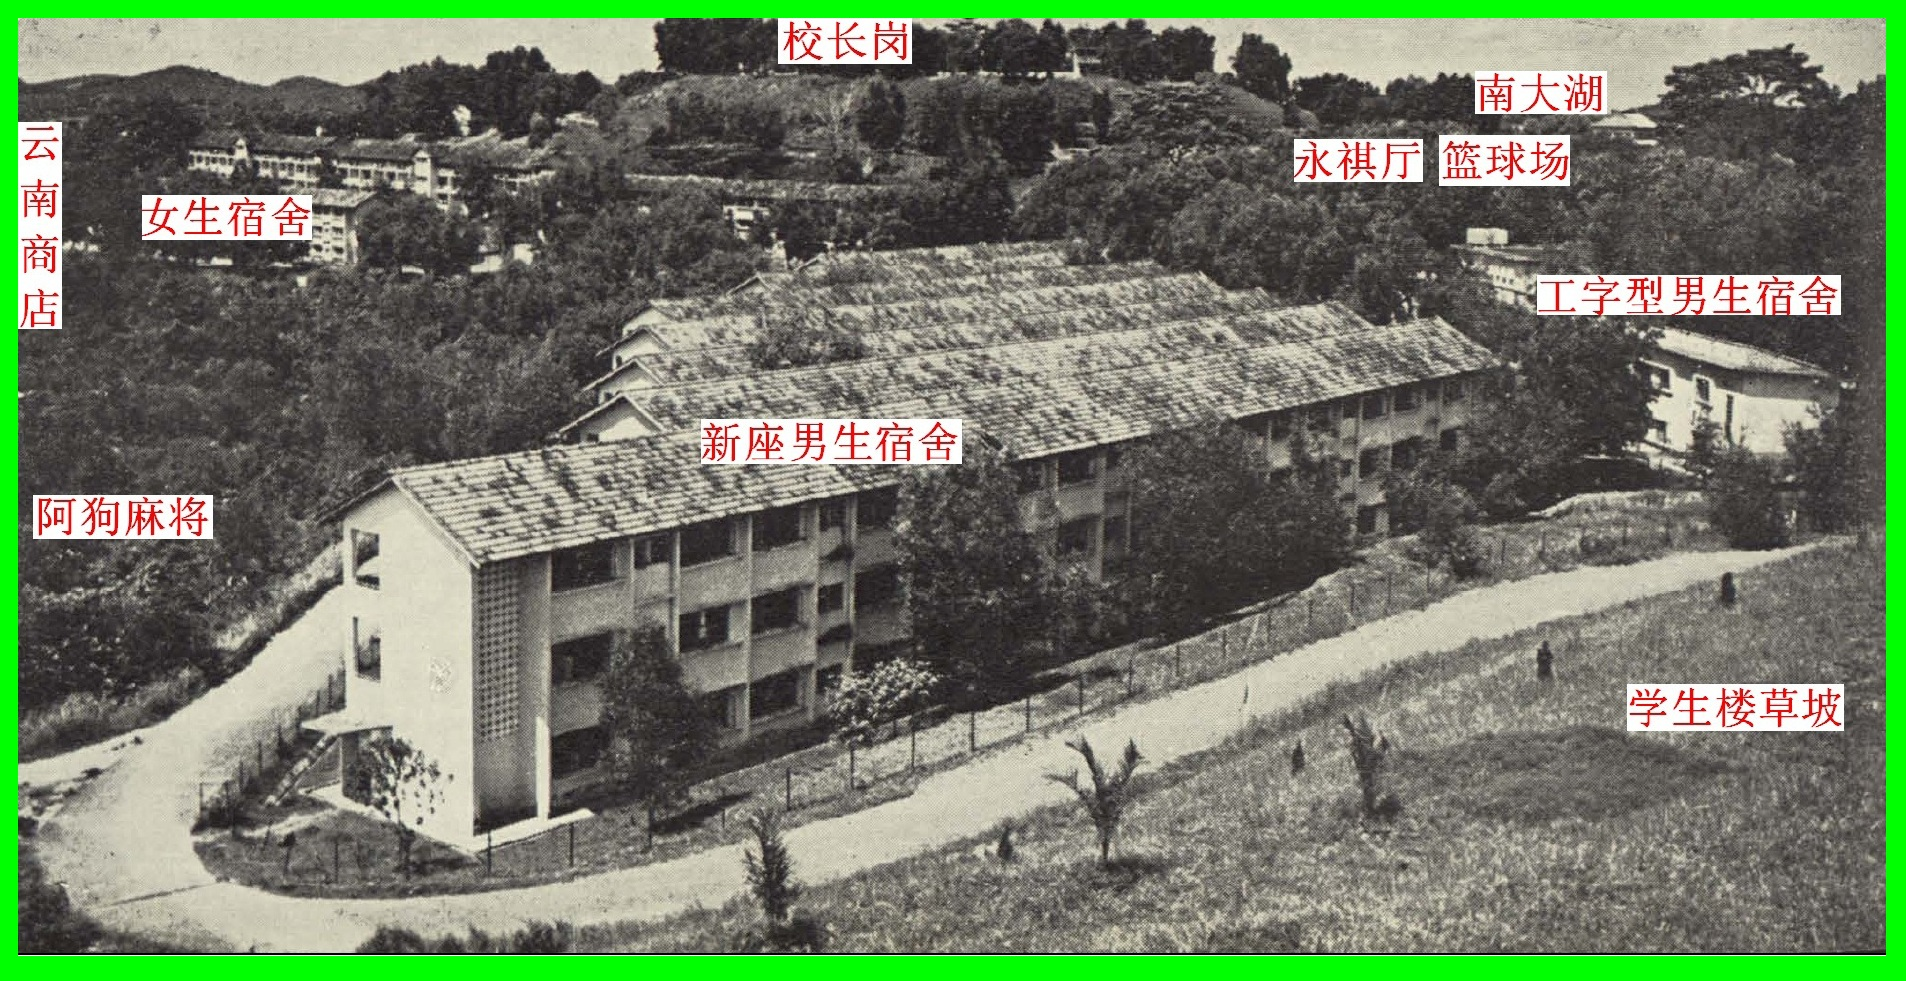 校长岗
南大湖
云南商店
永祺厅
篮球场
女生宿舍
工字型男生宿舍
新座男生宿舍
阿狗麻将
学生楼草坡